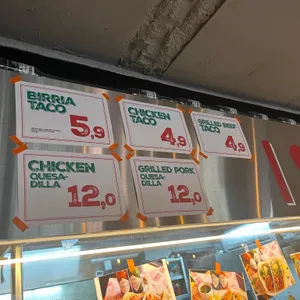 BIRRIA
TACO
5,9
CHICKEN
TACO
4,9
GRILLED BEEF
TACO
4,9
CHICKEN
QUESA-
DILLA
12,0
GRILLED PORK
QUESA-
DILLA
12,0